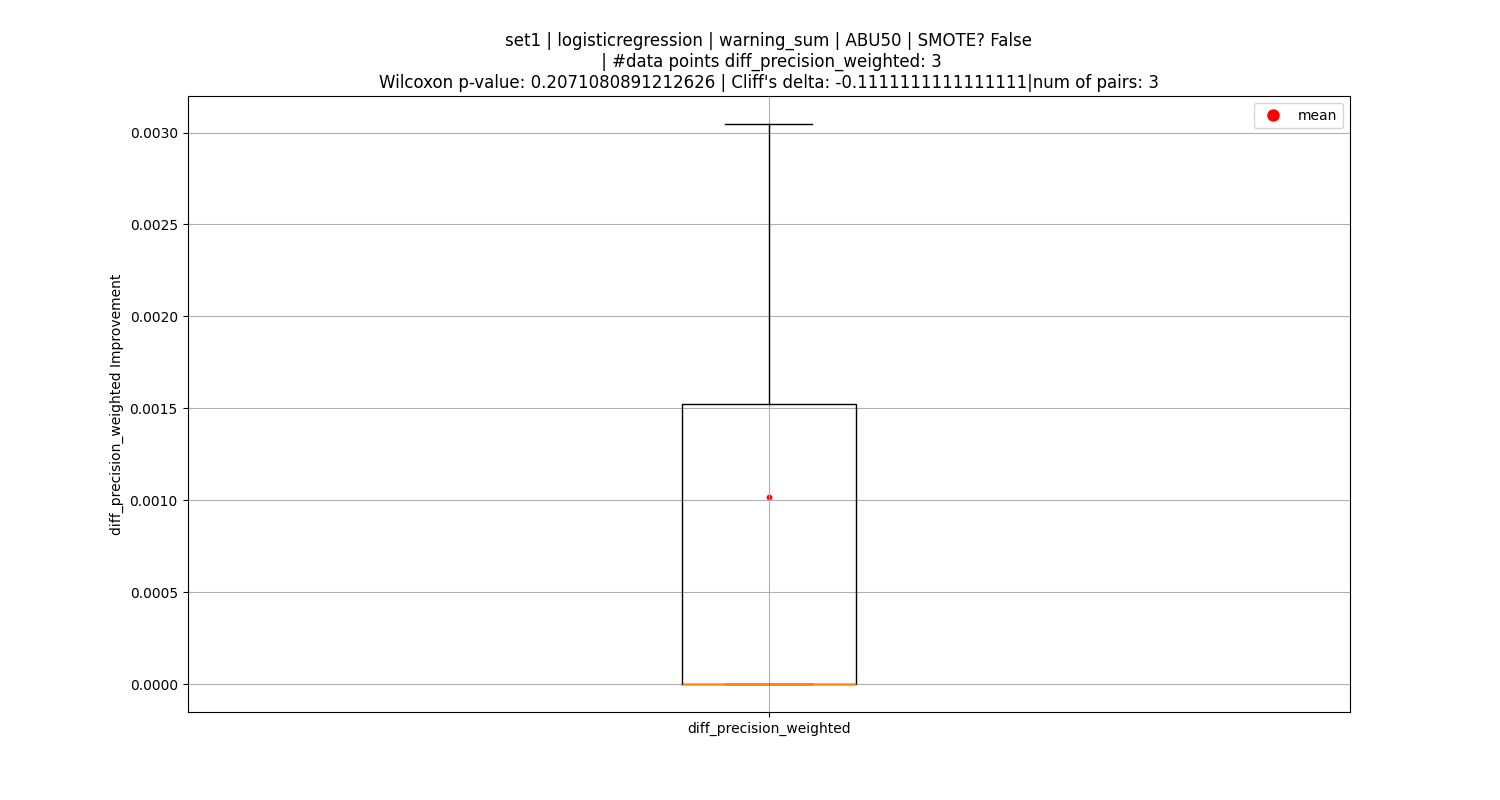 set1 | logisticregression | warning_sum | ABU50 | SMOTE? False
| #data points diff_precision_weighted: 3
Wilcoxon p-value: 0.2071080891212626 | Cliff's delta: -0.1111111111111111|num of pairs: 3
mean
0.0030
0.0025
0.0020
0.0015
0.0010
0.0005
0.0000
diff_precision_weighted Improvement
diff_precision_weighted